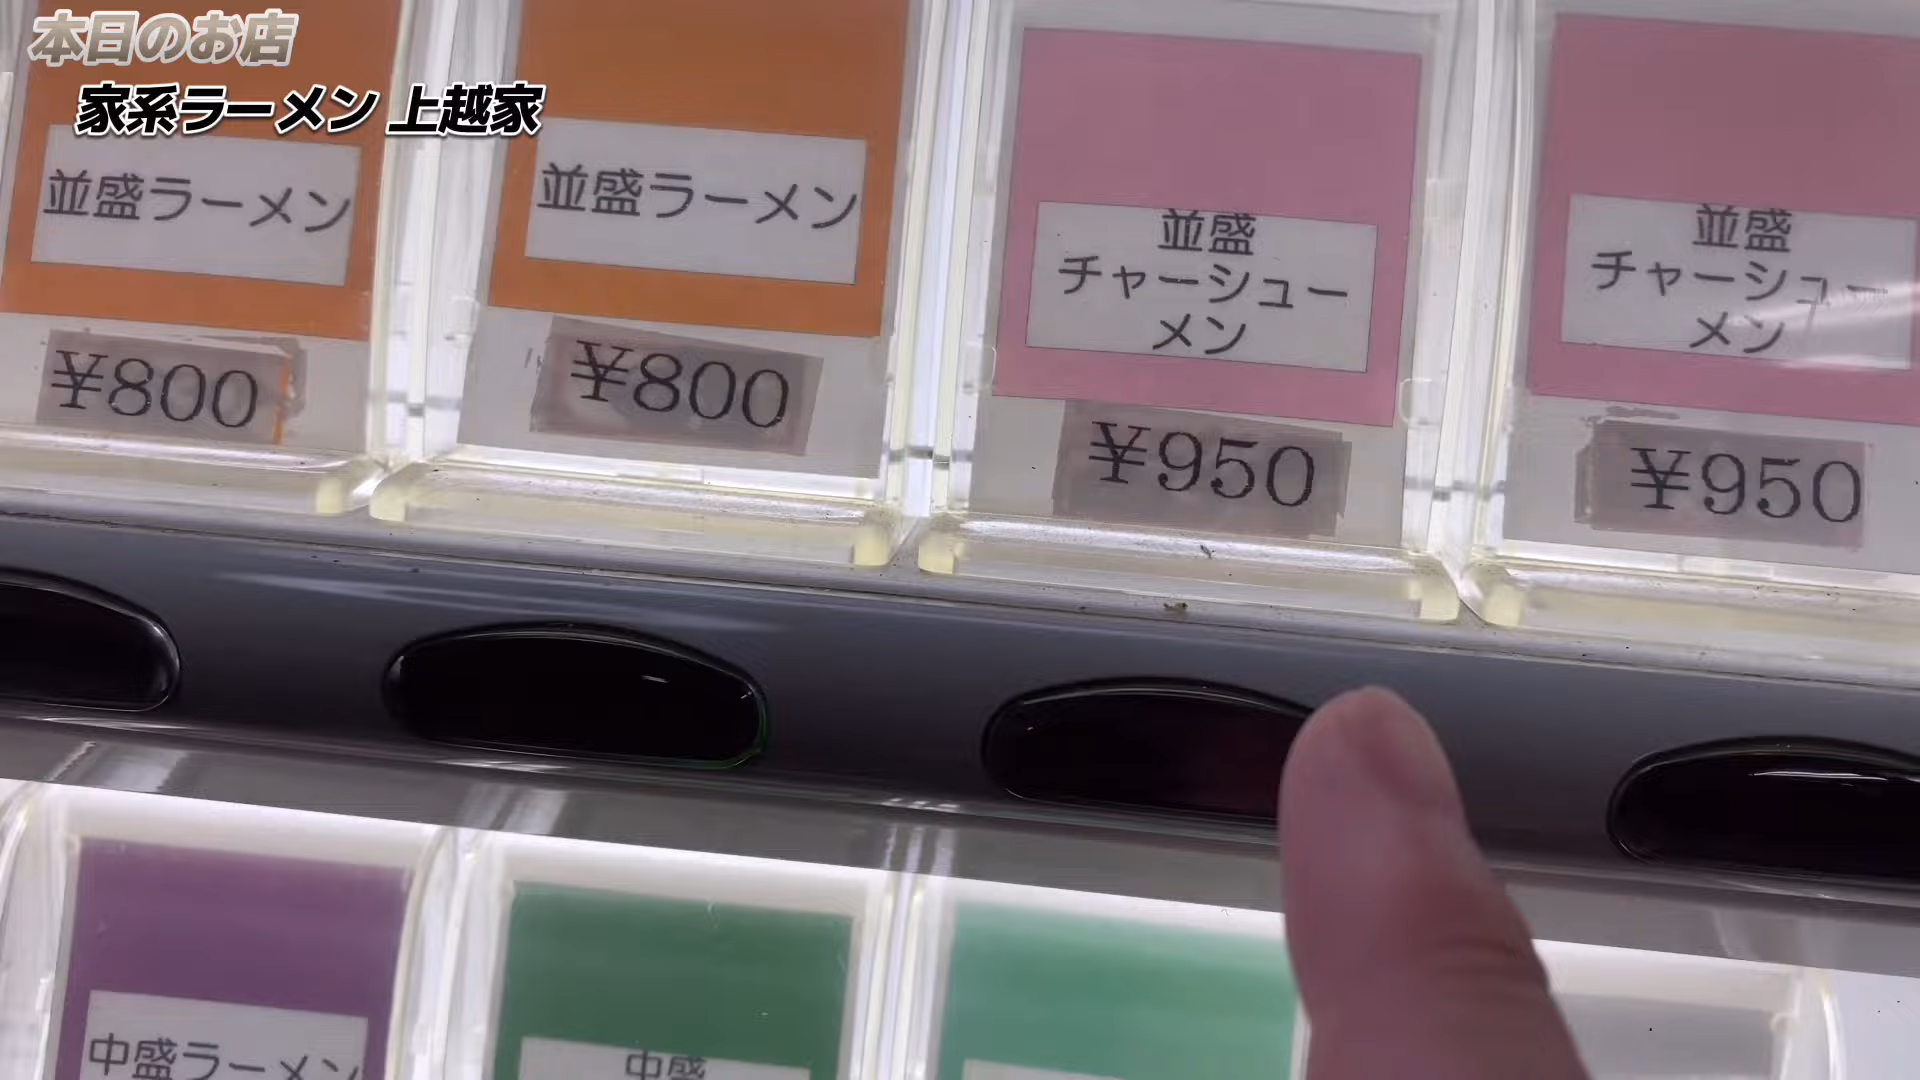 本日のお店
家系ラーメン 上越家
並盛ラーメン
¥800
並盛ラーメン
¥800
並盛
チャーシュー
メン
¥950
並盛
チャーシュー
メン
¥950
中盛ラーメン
中盛